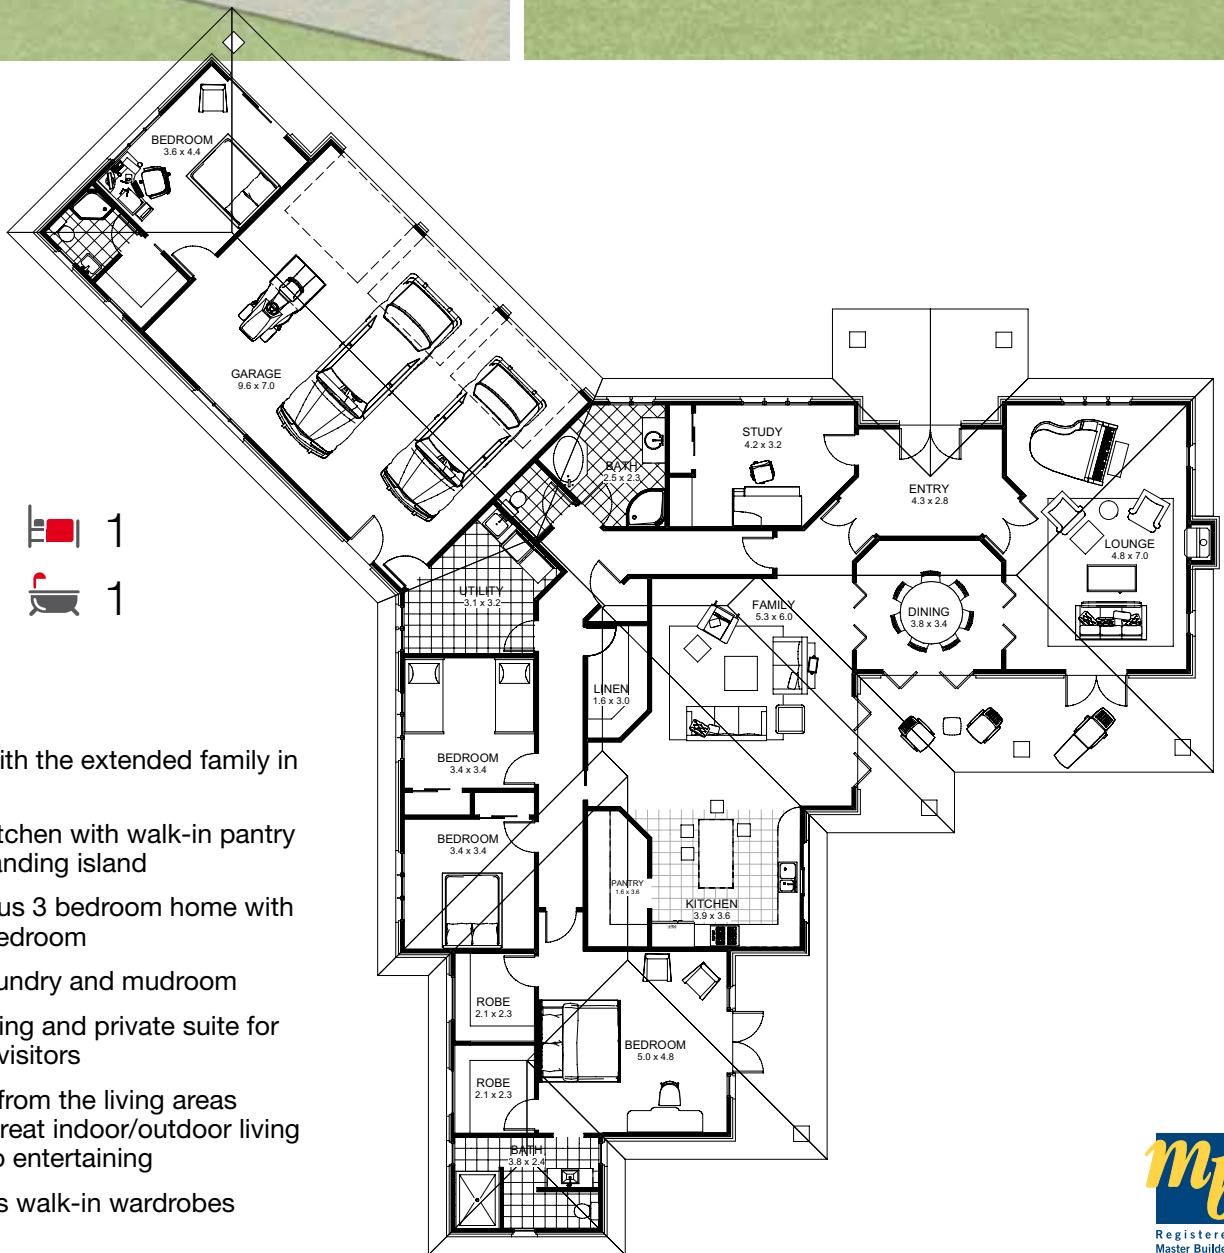 BEDROOM
3.6 x 4.4
GARAGE
9.6 x 7.0
BATH
2.5 x 2.3
STUDY
4.2 x 3.2
ENTRY
4.3 x 2.8
LOUNGE
4.8 x 7.0
DINING
3.8 x 3.4
FAMILY
5.3 x 6.0
UTILITY
3.1 x 3.2
LINEN
1.6 x 3.0
BEDROOM
3.4 x 3.4
BEDROOM
3.4 x 3.4
PANTRY
1.6 x 3.6
KITCHEN
3.9 x 3.6
ROBE
2.1 x 2.3
BEDROOM
5.0 x 4.8
ROBE
2.1 x 2.3
BATH
3.8 x 2.4
1
1
ith the extended family in
tchen with walk-in pantry
anding island
us 3 bedroom home with
edroom
undry and mudroom
ing and private suite for
visitors
from the living areas
reat indoor/outdoor living
o entertaining
s walk-in wardrobes
mb
Registere
Master Builde